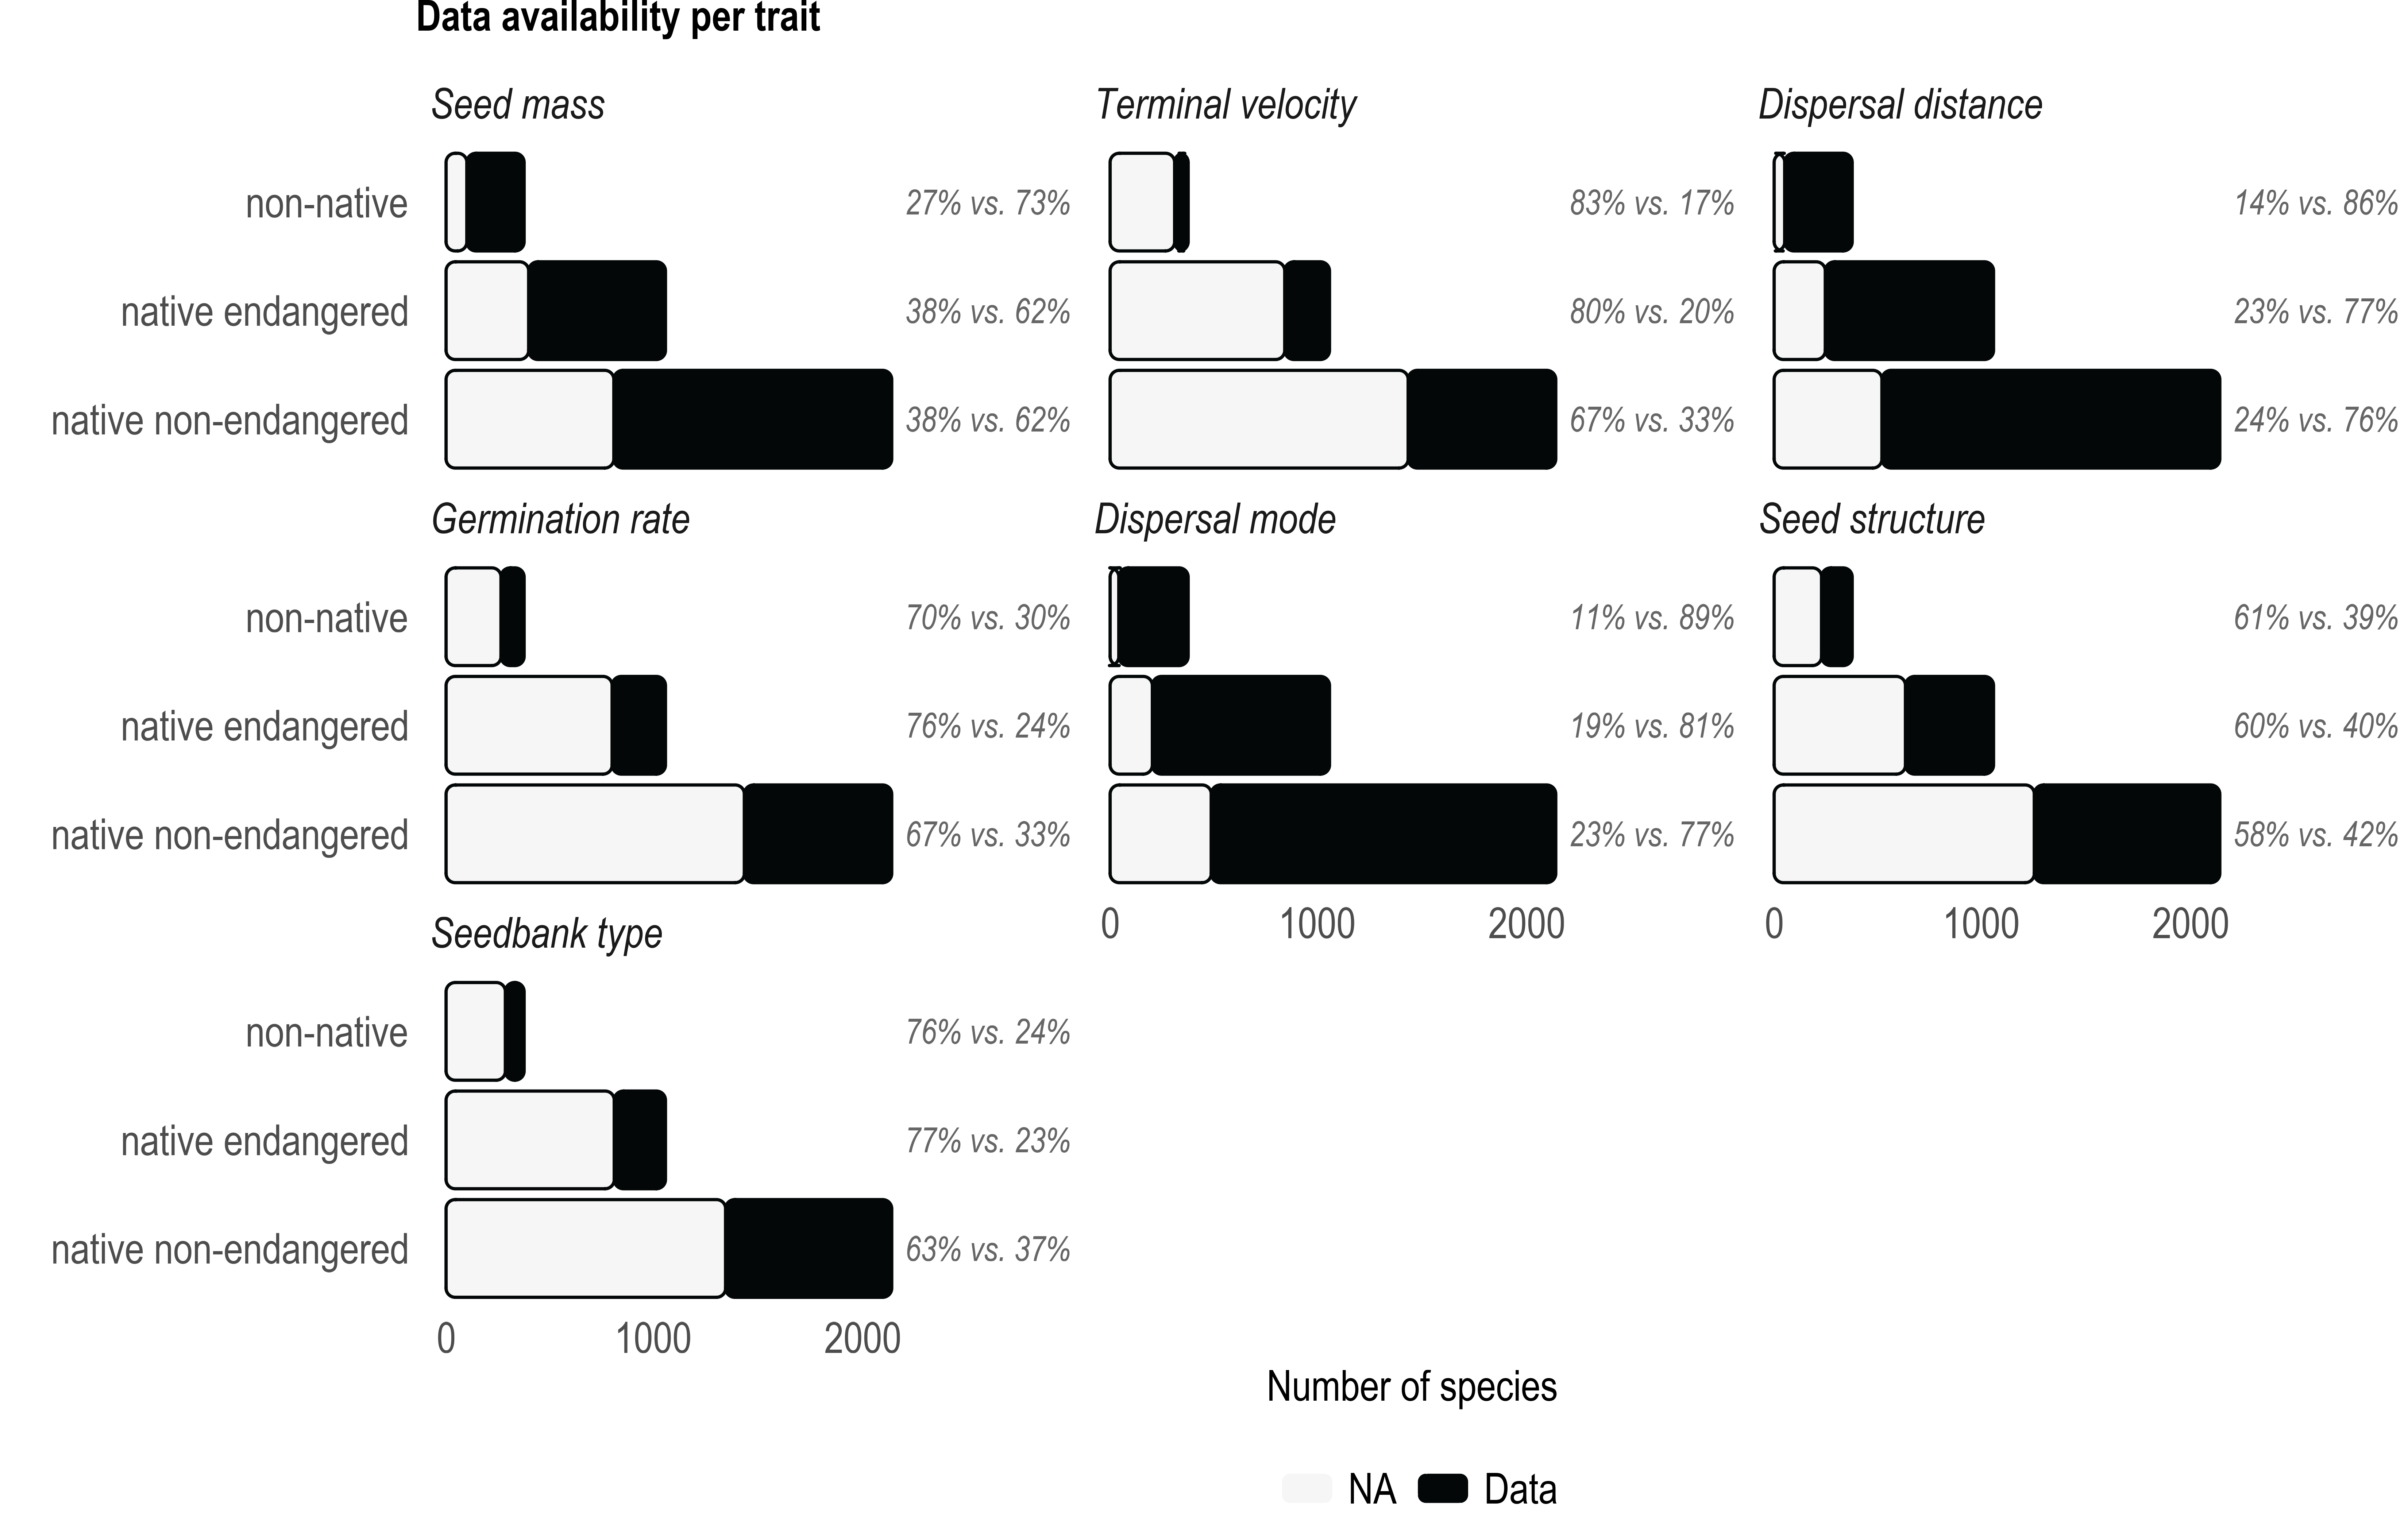 Data availability per trait
Seed mass
Terminal velocity
Dispersal distance
non-native
27% vs. 73%
83% vs. 17%
14% vs. 86%
native endangered
38% vs. 62%
80% vs. 20%
23% vs. 77%
native non-endangered
38% vs. 62%
67% vs. 33%
24% vs. 76%
Germination rate
Dispersal mode
Seed structure
non-native
70% vs. 30%
11% vs. 89%
61% vs. 39%
native endangered
76% vs. 24%
19% vs. 81%
60% vs. 40%
native non-endangered
67% vs. 33%
23% vs. 77%
58% vs. 42%
0 1000 2000
0 1000 2000
Seedbank type
non-native
76% vs. 24%
native endangered
77% vs. 23%
native non-endangered
63% vs. 37%
0 1000 2000
Number of species
NA Data